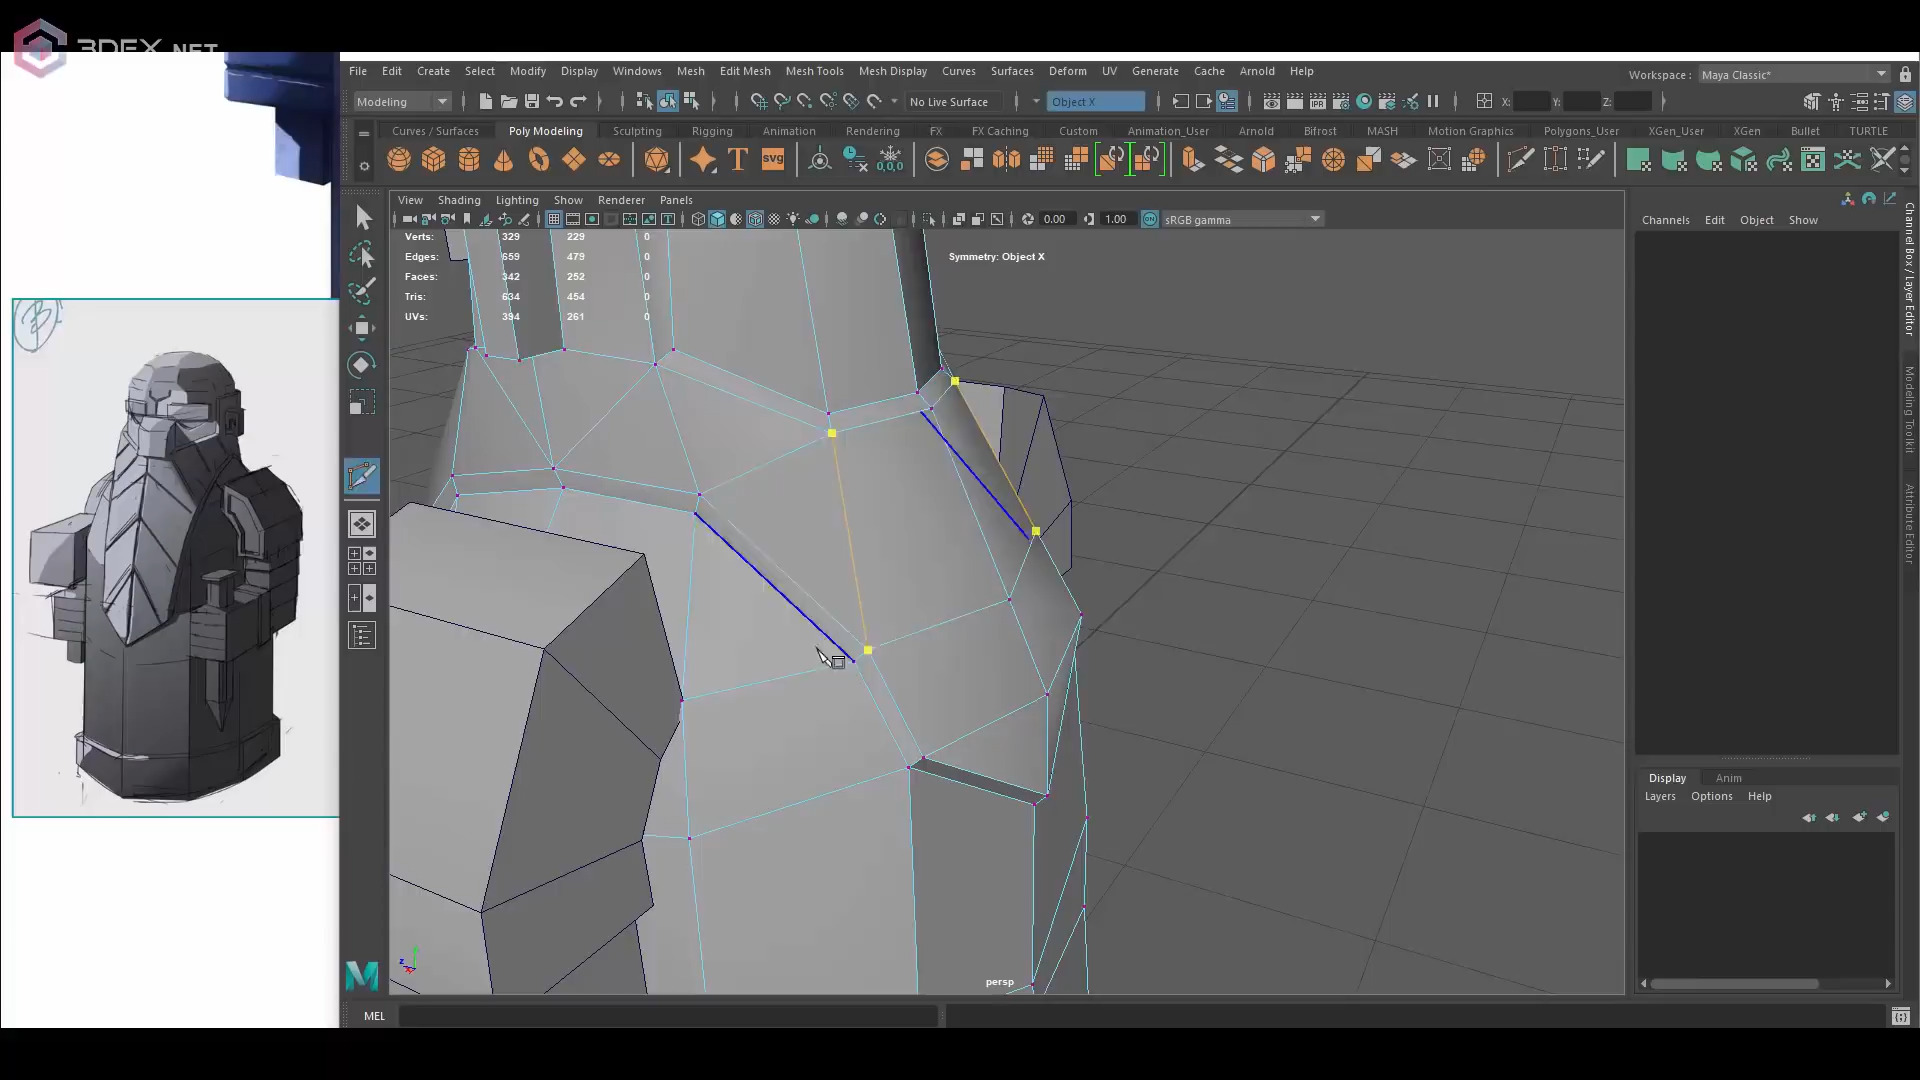 3DEX.NET
File Edit Create Select Modify Display Windows Mesh Edit Mesh Mesh Tools Mesh Display Curves Surfaces Deform UV Generate Cache Arnold Help
Workspace : Maya Classic*
Modeling No Live Surface Object X X: Y: Z:
Curves / Surfaces Poly Modeling Sculpting Rigging Animation Rendering FX FX Caching Custom Animation_User Arnold Bifrost MASH Motion Graphics Polygons_User XGen_User XGen Bullet TURTLE
T SVG
View Shading Lighting Show Renderer Panels
0.00 1.00 ON sRGB gamma
Channels Edit Object Show
Verts: 329 229 0
Edges: 659 479 0
Faces: 342 252 0
Tris: 634 454 0
UVs: 394 261 0
Symmetry: Object X
B
Channel Box / Layer Editor
Modeling Toolkit
Attribute Editor
Display Anim
Layers Options Help
persp
MEL